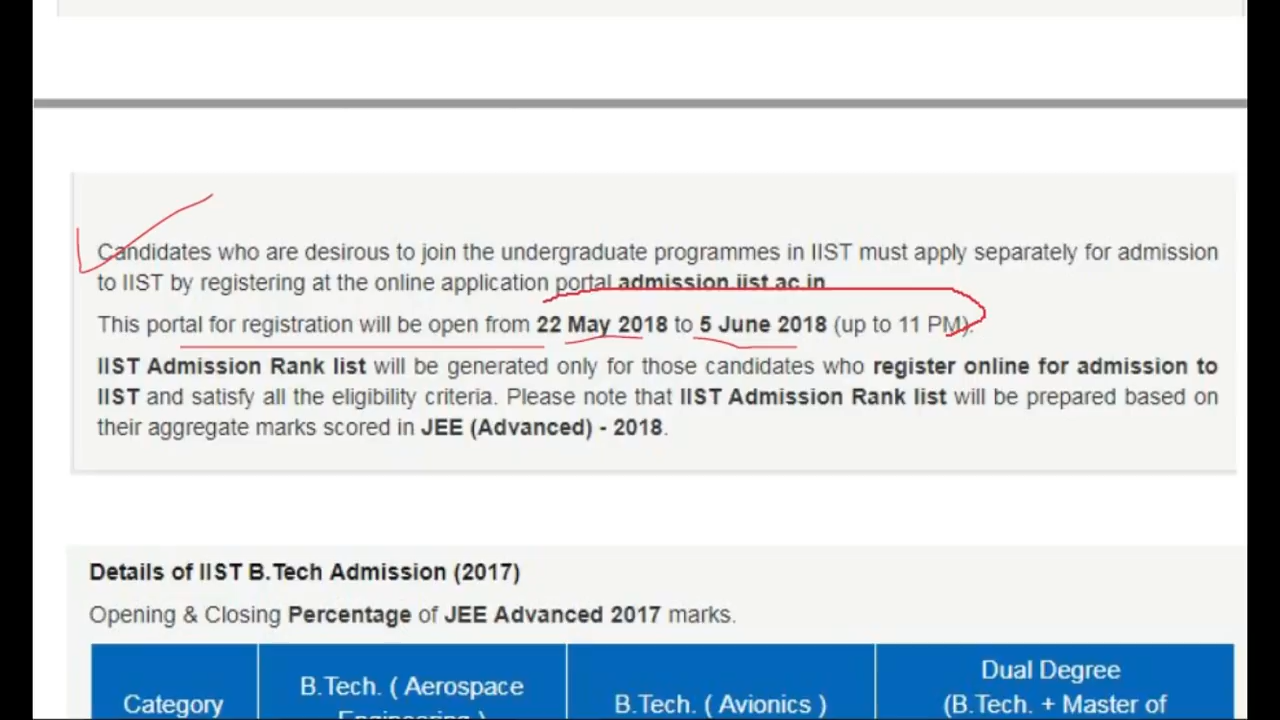 Candidates who are desirous to join the undergraduate programmes in IIST must apply separately for admission
to IIST by registering at the online application portal admission.iist.ac.in
This portal for registration will be open from 22 May 2018 to 5 June 2018 (up to 11 PM).
IIST Admission Rank list will be generated only for those candidates who register online for admission to
IIST and satisfy all the eligibility criteria. Please note that IIST Admission Rank list will be prepared based on
their aggregate marks scored in JEE (Advanced) - 2018.
Details of IIST B.Tech Admission (2017)
Opening & Closing Percentage of JEE Advanced 2017 marks.
Category
B.Tech. ( Aerospace
Engineering )
B.Tech. ( Avionics )
Dual Degree
(B.Tech. + Master of